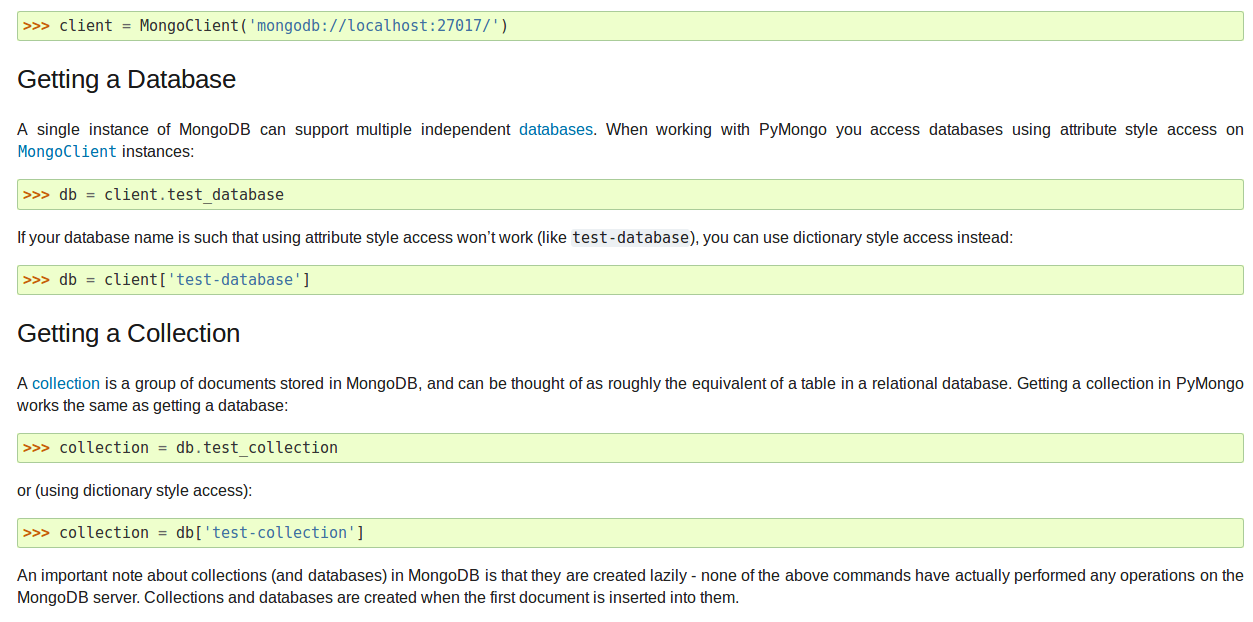 >>> client = MongoClient('mongodb://localhost:27017/')
Getting a Database
A single instance of MongoDB can support multiple independent databases. When working with PyMongo you access databases using attribute style access on
MongoClient instances:
>>> db = client.test_database
If your database name is such that using attribute style access won’t work (like test-database), you can use dictionary style access instead:
>>> db = client['test-database']
Getting a Collection
A collection is a group of documents stored in MongoDB, and can be thought of as roughly the equivalent of a table in a relational database. Getting a collection in PyMongo
works the same as getting a database:
>>> collection = db.test_collection
or (using dictionary style access):
>>> collection = db['test-collection']
An important note about collections (and databases) in MongoDB is that they are created lazily - none of the above commands have actually performed any operations on the
MongoDB server. Collections and databases are created when the first document is inserted into them.